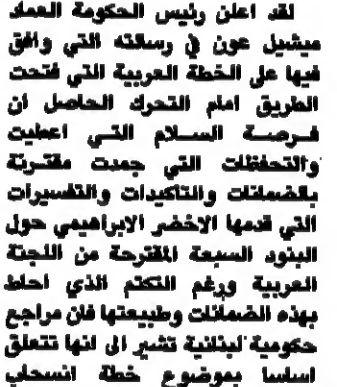 لقد اعلن رئيس الحكومة العماد
ميشيل عون في رسالته التي وافق
فيها على الخطة العربية التي فتحت
الطريق امام التحرك الحاصل ان
فرصة السلام التي اعطيت
والتحفظات التي جمدت مقترنة
بالضمانات والتاكيدات والتفسيرات
التي قدمها الاخضر الابراهيمي حول
البنود السبعة المقترحة من اللجنة
العربية ورغم التكتم الذي احاط
بهذه الضمانات وطبيعتها فان مراجع
حكومية لبنانية تشير الى انها تتعلق
اساسا بموضوع خطة انسحاب